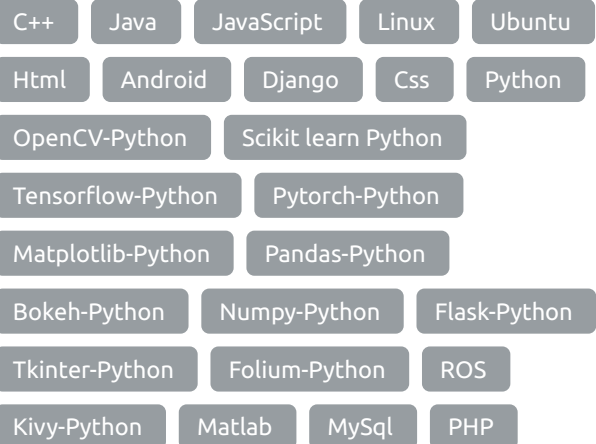 C++ Java JavaScript Linux Ubuntu
Html Android Django Css Python
OpenCV-Python Scikit learn Python
Tensorflow-Python Pytorch-Python
Matplotlib-Python Pandas-Python
Bokeh-Python Numpy-Python Flask-Python
Tkinter-Python Folium-Python ROS
Kivy-Python Matlab MySql PHP